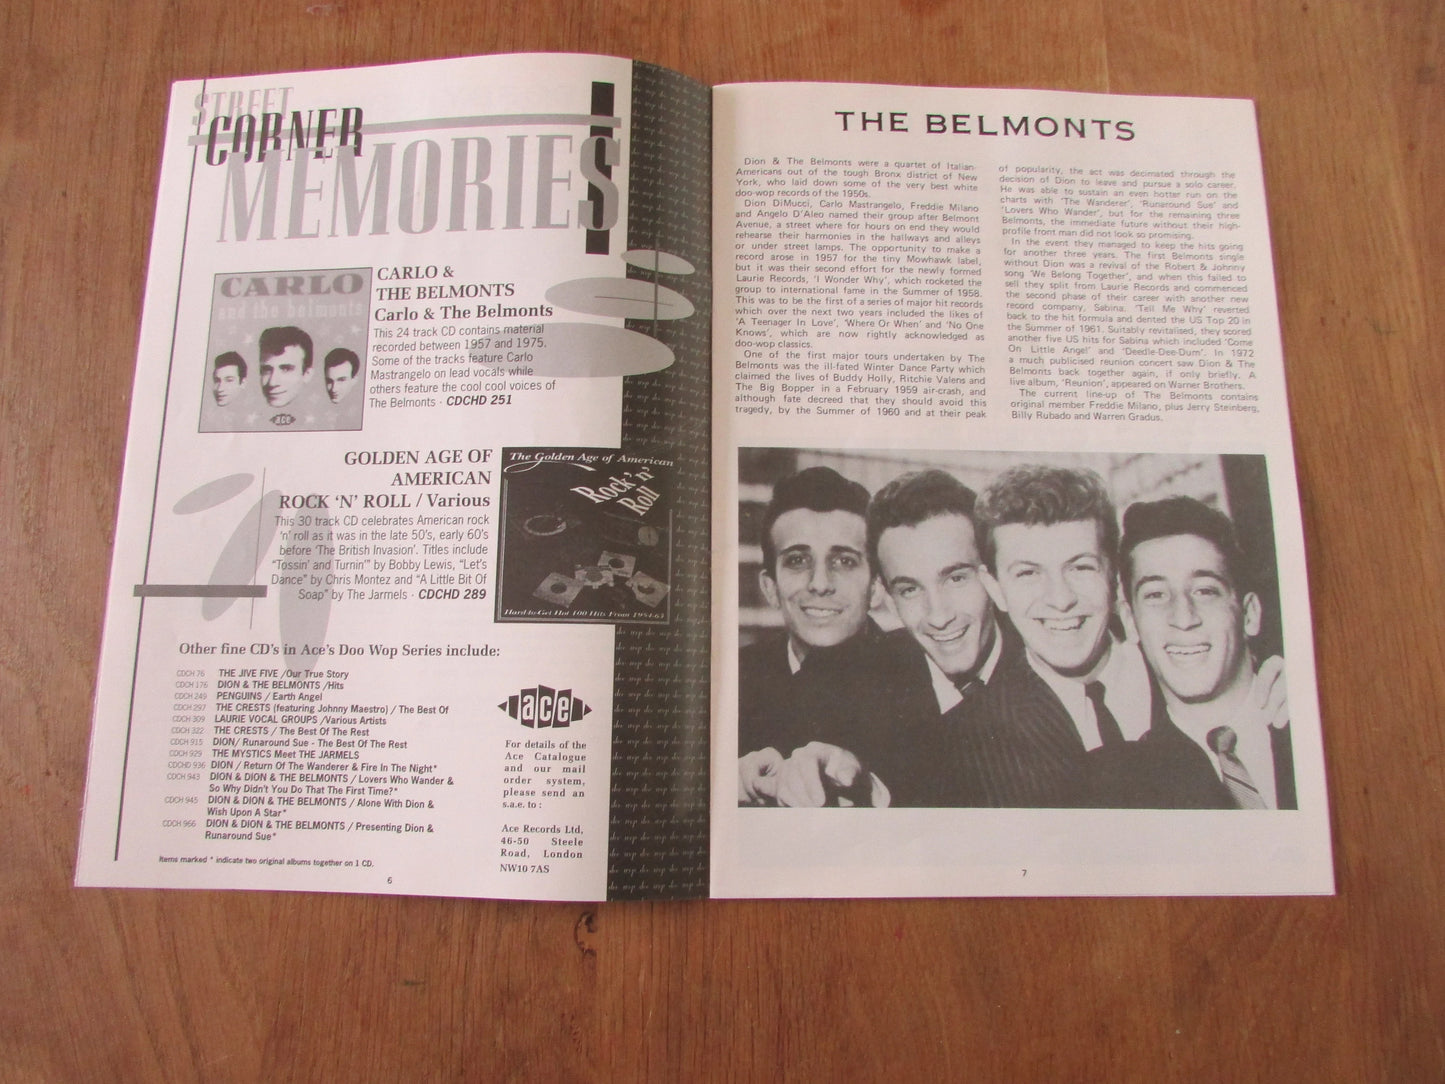 STREET
CORNER
MEMORIES
CARLO
and the belmonts
ace
CARLO &
THE BELMONTS
Carlo & The Belmonts
This 24 track CD contains material
recorded between 1957 and 1975.
Some of the tracks feature Carlo
Mastrangelo on lead vocals while
others feature the cool cool voices of
The Belmonts · CDCHD 251
GOLDEN AGE OF
AMERICAN
ROCK ‘N’ ROLL / Various
This 30 track CD celebrates American rock
‘n’ roll as it was in the late 50’s, early 60’s
before ‘The British Invasion’. Titles include
“Tossin’ and Turnin’” by Bobby Lewis, “Let’s
Dance” by Chris Montez and “A Little Bit Of
Soap” by The Jarmels · CDCHD 289
The Golden Age of American
Rock ’n’
Roll
Hard-to-Get Hot 100 Hits From 1954-63
Other fine CD’s in Ace’s Doo Wop Series include:
CDCH 76 THE JIVE FIVE /Our True Story
CDCH 176 DION & THE BELMONTS /Hits
CDCH 249 PENGUINS / Earth Angel
CDCH 297 THE CRESTS (featuring Johnny Maestro) / The Best Of
CDCH 309 LAURIE VOCAL GROUPS /Various Artists
CDCH 322 THE CRESTS / The Best Of The Rest
CDCH 915 DION/ Runaround Sue - The Best Of The Rest
CDCH 929 THE MYSTICS Meet THE JARMELS
CDCHD 936 DION / Return Of The Wanderer & Fire In The Night*
CDCH 943 DION & DION & THE BELMONTS / Lovers Who Wander &
So Why Didn’t You Do That The First Time?*
CDCH 945 DION & DION & THE BELMONTS / Alone With Dion &
Wish Upon A Star*
CDCH 966 DION & DION & THE BELMONTS / Presenting Dion &
Runaround Sue*
Items marked * indicate two original albums together on 1 CD.
ace
For details of the
Ace Catalogue
and our mail
order system,
please send an
s.a.e. to :
Ace Records Ltd,
46-50 Steele
Road, London
NW10 7AS
6
THE BELMONTS
Dion & The Belmonts were a quartet of Italian-
Americans out of the tough Bronx district of New
York, who laid down some of the very best white
doo-wop records of the 1950s.
Dion DiMucci, Carlo Mastrangelo, Freddie Milano
and Angelo D’Aleo named their group after Belmont
Avenue, a street where for hours on end they would
rehearse their harmonies in the hallways and alleys
or under street lamps. The opportunity to make a
record arose in 1957 for the tiny Mowhawk label,
but it was their second effort for the newly formed
Laurie Records, ‘I Wonder Why’, which rocketed the
group to international fame in the Summer of 1958.
This was to be the first of a series of major hit records
which over the next two years included the likes of
‘A Teenager In Love’, ‘Where Or When’ and ‘No One
Knows’, which are now rightly acknowledged as
doo-wop classics.
One of the first major tours undertaken by The
Belmonts was the ill-fated Winter Dance Party which
claimed the lives of Buddy Holly, Ritchie Valens and
The Big Bopper in a February 1959 air-crash, and
although fate decreed that they should avoid this
tragedy, by the Summer of 1960 and at their peak
of popularity, the act was decimated through the
decision of Dion to leave and pursue a solo career.
He was able to sustain an even hotter run on the
charts with ‘The Wanderer’, ‘Runaround Sue’ and
‘Lovers Who Wander’, but for the remaining three
Belmonts, the immediate future without their high-
profile front man did not look so promising.
In the event they managed to keep the hits going
for another three years. The first Belmonts single
without Dion was a revival of the Robert & Johnny
song ‘We Belong Together’, and when this failed to
sell they split from Laurie Records and commenced
the second phase of their career with another new
record company, Sabina. ‘Tell Me Why’ reverted
back to the hit formula and dented the US Top 20 in
the Summer of 1961. Suitably revitalised, they scored
another five US hits for Sabina which included ‘Come
On Little Angel’ and ‘Deedle-Dee-Dum’. In 1972
a much publicised reunion concert saw Dion & The
Belmonts back together again, if only briefly. A
live album, ‘Reunion’, appeared on Warner Brothers.
The current line-up of The Belmonts contains
original member Freddie Milano, plus Jerry Steinberg,
Billy Rubado and Warren Gradus.
7